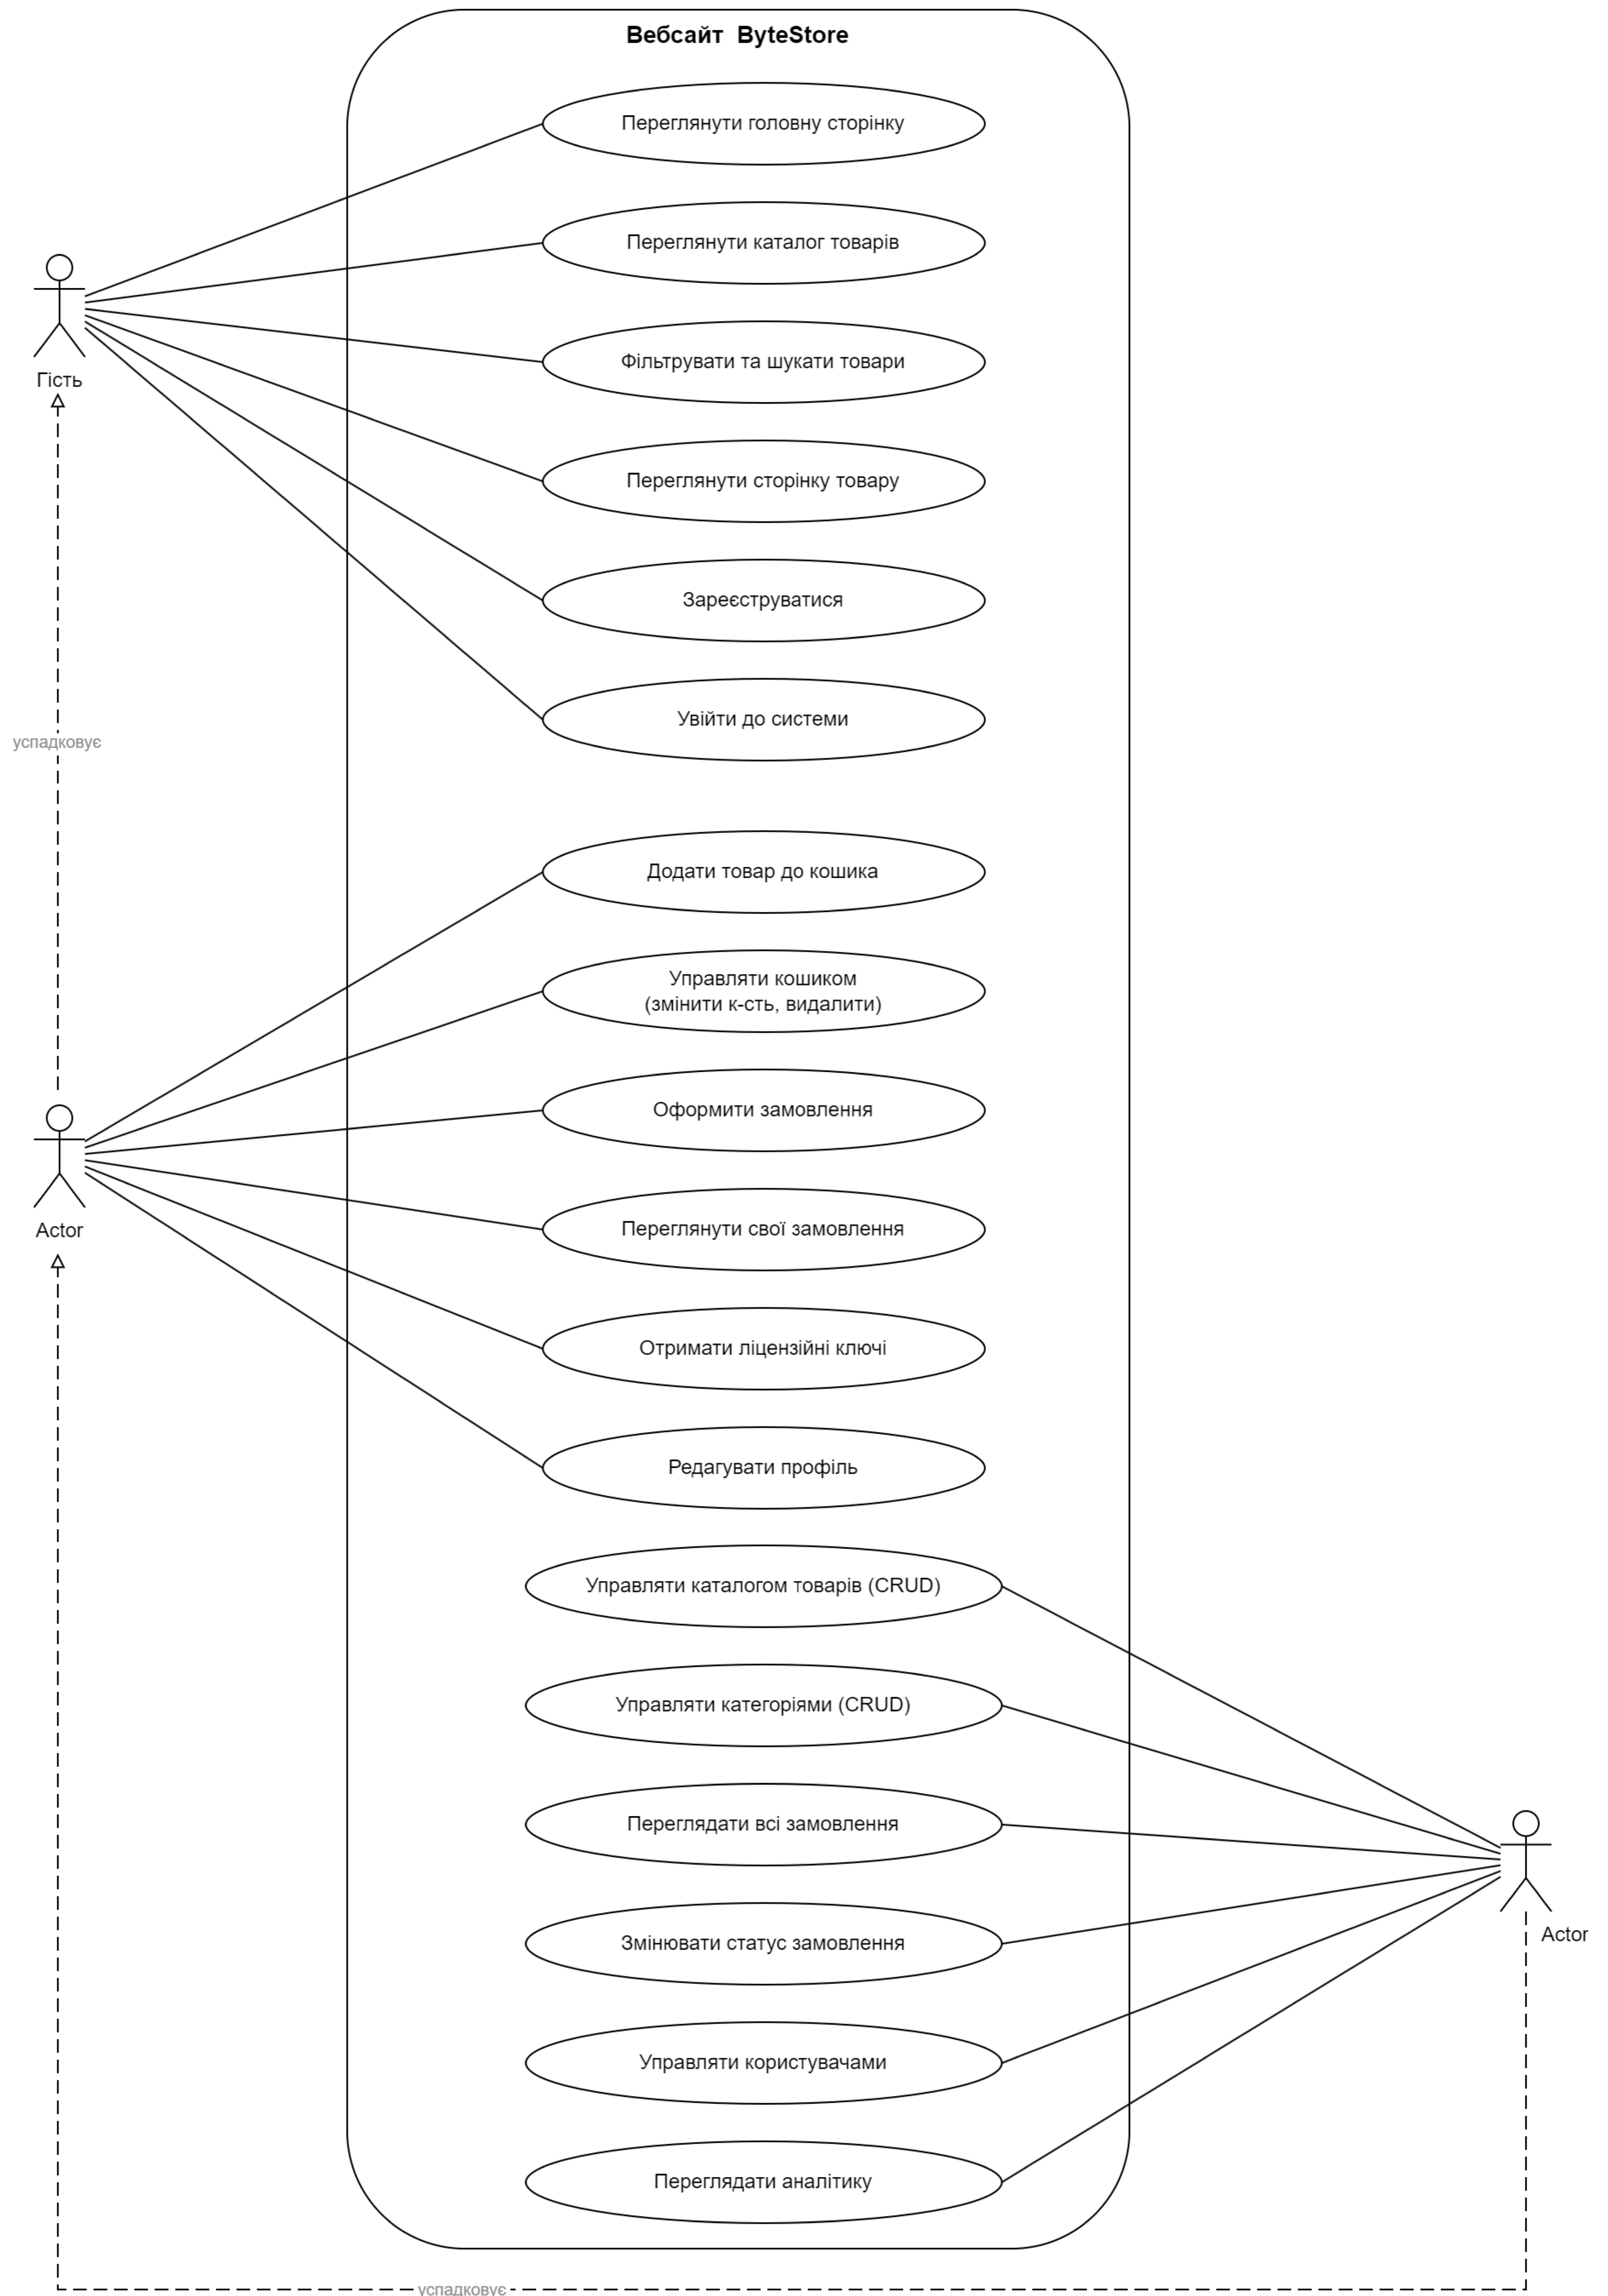 Вебсайт  ByteStore
Переглянути головну сторінку
Переглянути каталог товарів
Фільтрувати та шукати товари
Гість
Переглянути сторінку товару
Зареєструватися
Увійти до системи
успадковує
Додати товар до кошика
Управляти кошиком
(змінити к-сть, видалити)
Оформити замовлення
Переглянути свої замовлення
Actor
Отримати ліцензійні ключі
Редагувати профіль
Управляти каталогом товарів (CRUD)
Управляти категоріями (CRUD)
Переглядати всі замовлення
Змінювати статус замовлення
Actor
Управляти користувачами
Переглядати аналітику
успадковує